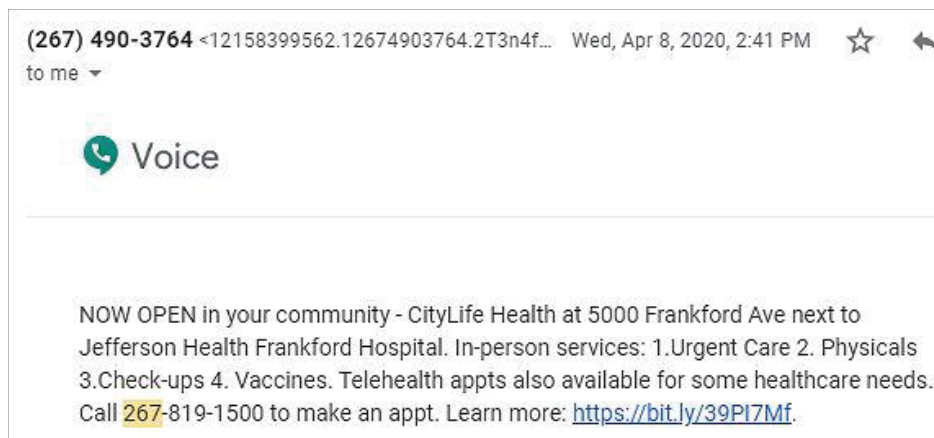 (267) 490-3764 <12158399562.12674903764.2T3n4f... Wed, Apr 8, 2020, 2:41 PM
to me
Voice
NOW OPEN in your community - CityLife Health at 5000 Frankford Ave next to
Jefferson Health Frankford Hospital. In-person services: 1.Urgent Care 2. Physicals
3.Check-ups 4. Vaccines. Telehealth appts also available for some healthcare needs.
Call 267-819-1500 to make an appt. Learn more: https://bit.ly/39PI7Mf.